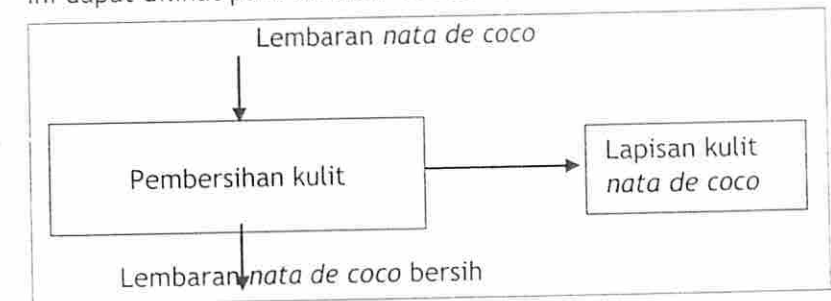 Lembaran nata de coco
Pembersihan kulit
Lapisan kulit
nata de coco
Lembaran nata de coco bersih